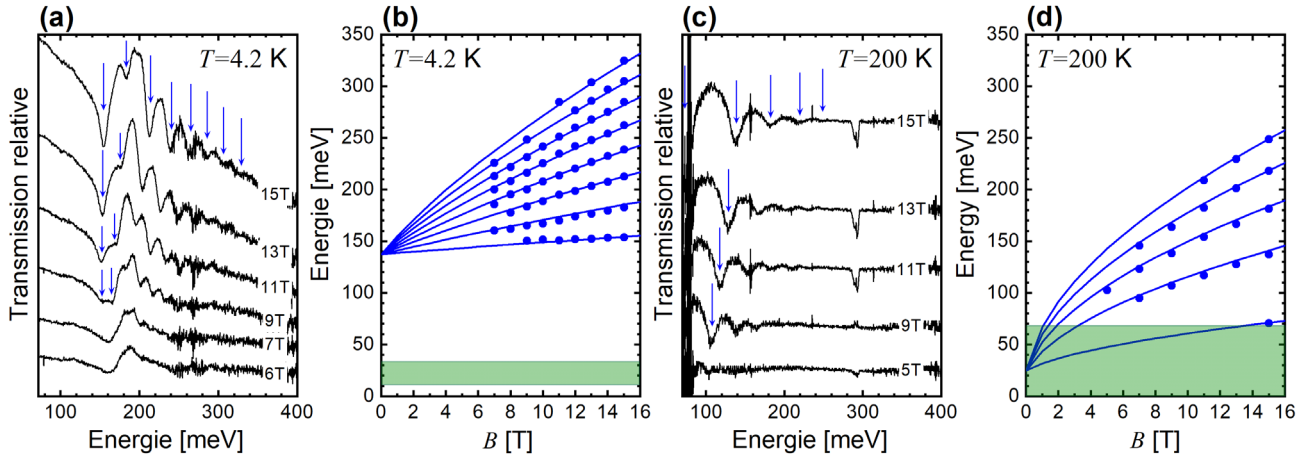 (a)
T=4.2 K
Transmission relative
15T
13T
11T
9T
7T
6T
100 200 300 400
Energie [meV]
(b)
T=4.2 K
Energie [meV]
350
300
250
200
150
100
50
0
0 2 4 6 8 10 12 14 16
B [T]
(c)
T=200 K
Transmission relative
15T
13T
11T
9T
5T
100 200 300 400
Energie [meV]
(d)
T=200 K
Energy [meV]
350
300
250
200
150
100
50
0
0 2 4 6 8 10 12 14 16
B [T]